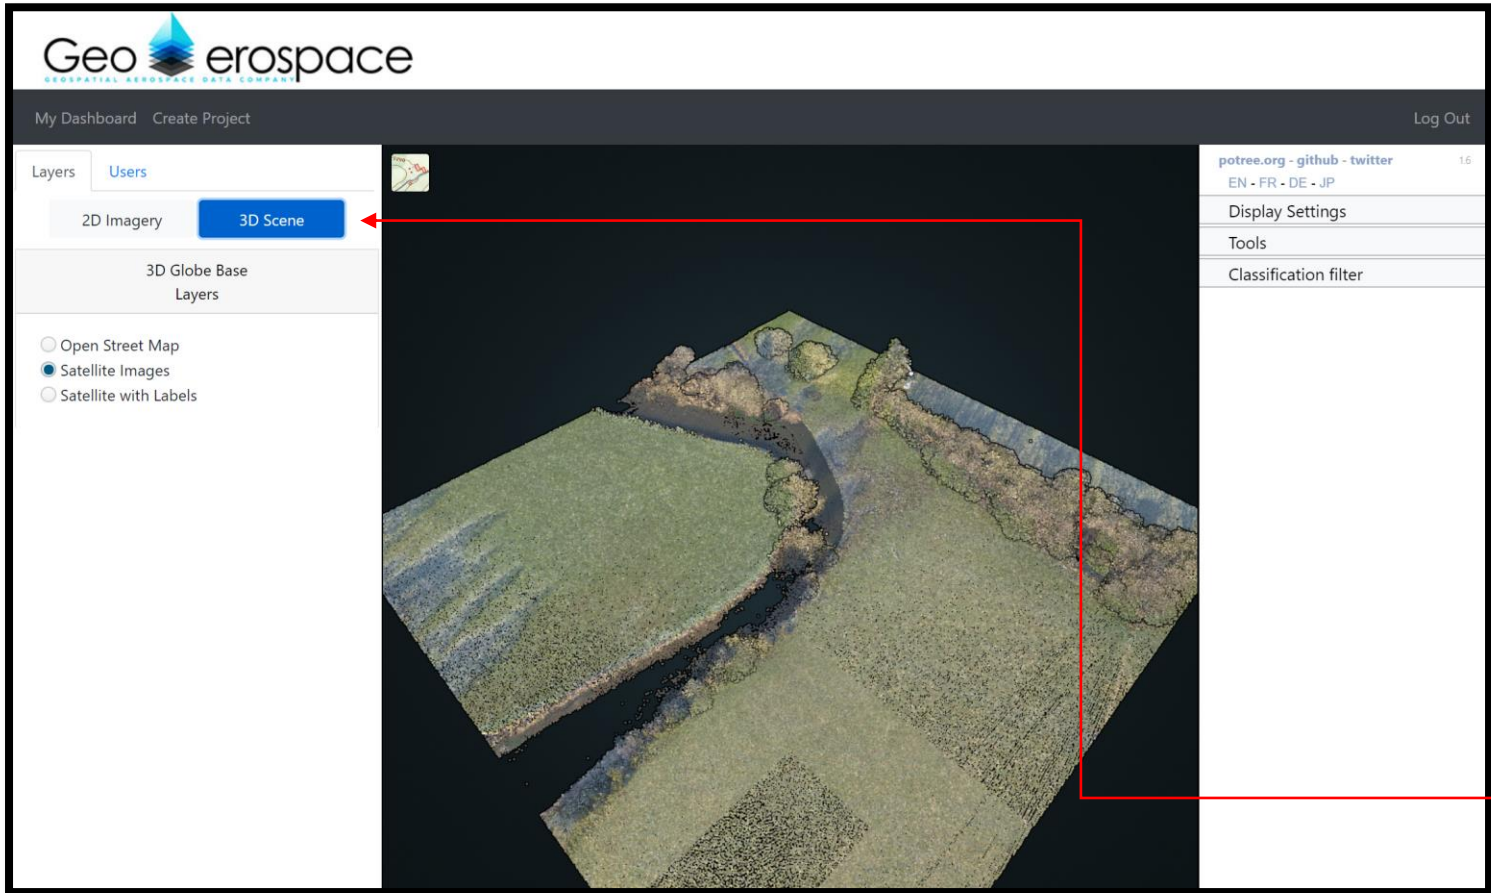 Geo erospace
GEOSPATIAL AEROSPACE DATA COMPANY
My Dashboard Create Project Log Out
Layers Users
2D Imagery 3D Scene
3D Globe Base
Layers
Open Street Map
Satellite Images
Satellite with Labels
potree.org - github - twitter 1.6
EN - FR - DE - JP
Display Settings
Tools
Classification filter